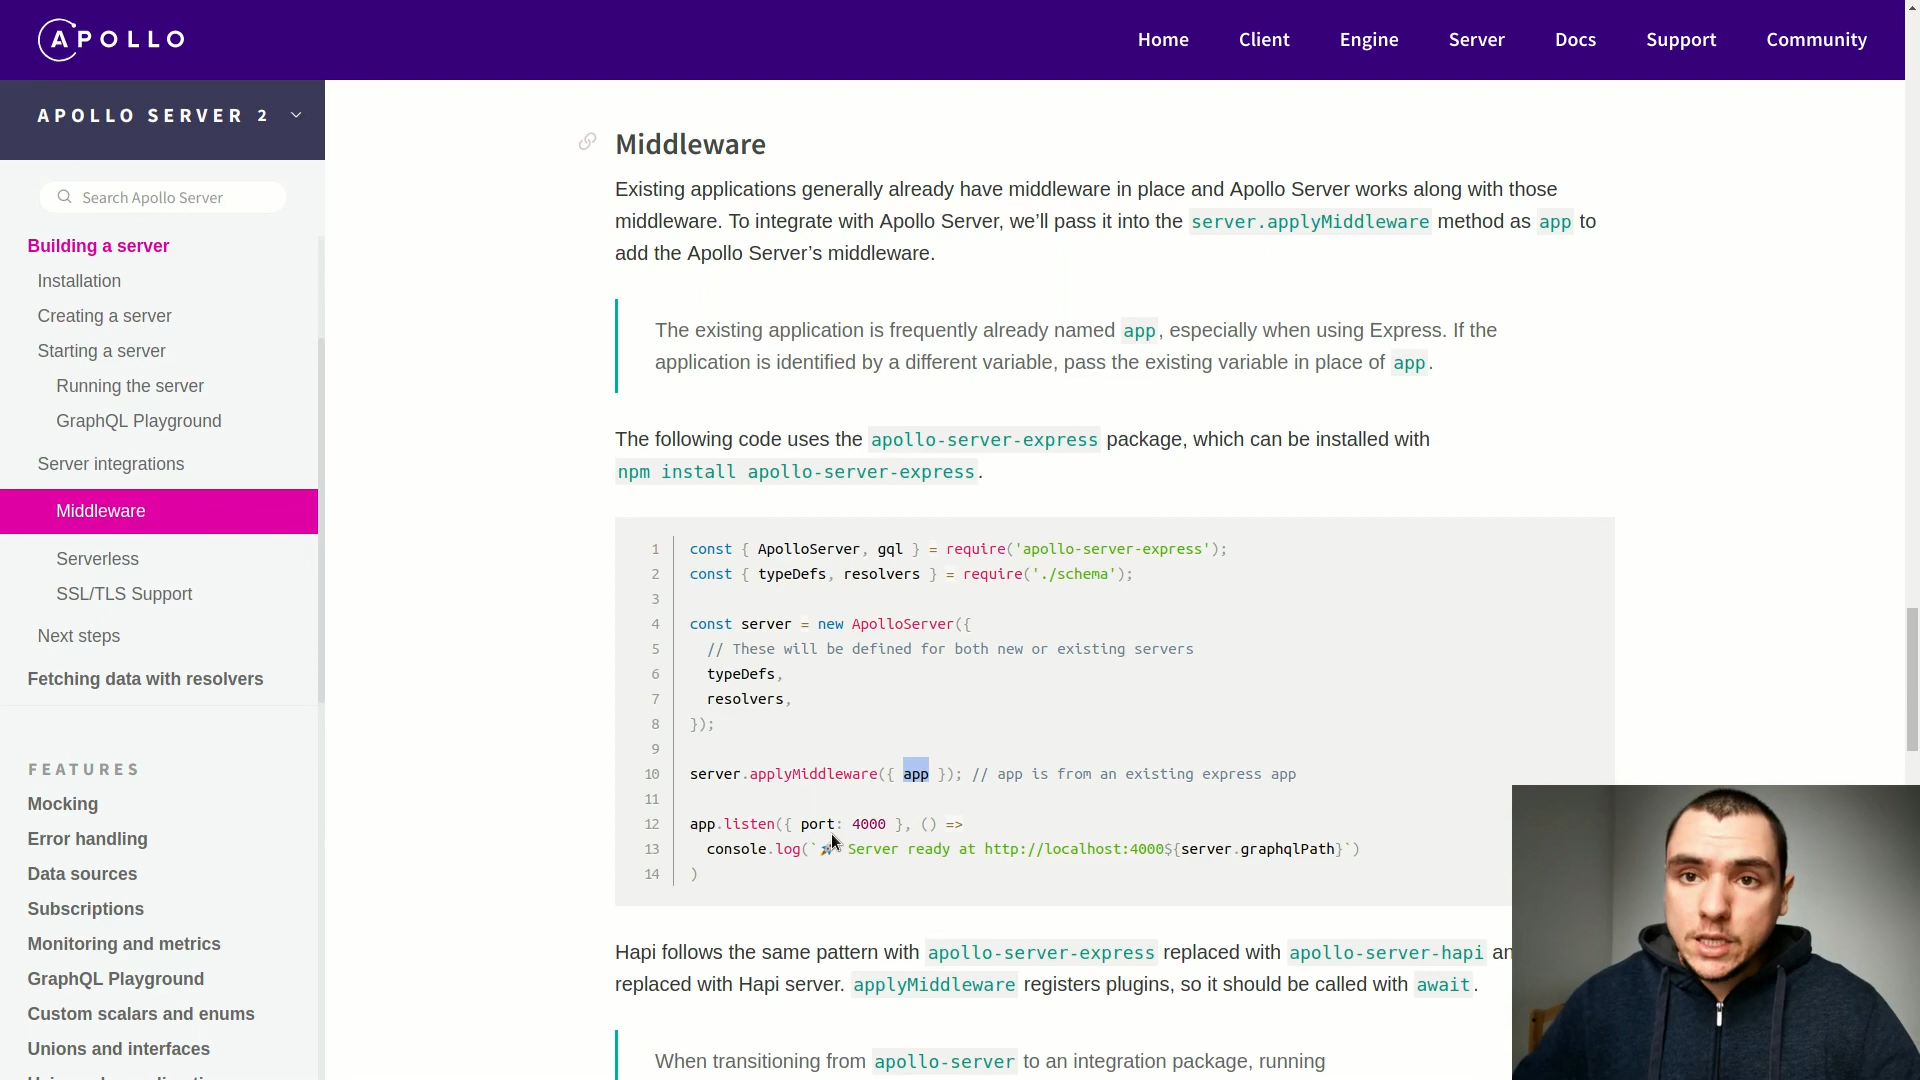 APOLLO
Home Client Engine Server Docs Support Community
APOLLO SERVER 2
Search Apollo Server
Building a server
Installation
Creating a server
Starting a server
Running the server
GraphQL Playground
Server integrations
Middleware
Serverless
SSL/TLS Support
Next steps
Fetching data with resolvers
FEATURES
Mocking
Error handling
Data sources
Subscriptions
Monitoring and metrics
GraphQL Playground
Custom scalars and enums
Unions and interfaces
Middleware
Existing applications generally already have middleware in place and Apollo Server works along with those
middleware. To integrate with Apollo Server, we’ll pass it into the server.applyMiddleware method as app to
add the Apollo Server’s middleware.
The existing application is frequently already named app, especially when using Express. If the
application is identified by a different variable, pass the existing variable in place of app.
The following code uses the apollo-server-express package, which can be installed with
npm install apollo-server-express.
1 const { ApolloServer, gql } = require('apollo-server-express');
2 const { typeDefs, resolvers } = require('./schema');
3
4 const server = new ApolloServer({
5 // These will be defined for both new or existing servers
6 typeDefs,
7 resolvers,
8 });
9
10 server.applyMiddleware({ app }); // app is from an existing express app
11
12 app.listen({ port: 4000 }, () =>
13 console.log(`🚀 Server ready at http://localhost:4000${server.graphqlPath}`)
14 )
Hapi follows the same pattern with apollo-server-express replaced with apollo-server-hapi an
replaced with Hapi server. applyMiddleware registers plugins, so it should be called with await.
When transitioning from apollo-server to an integration package, running